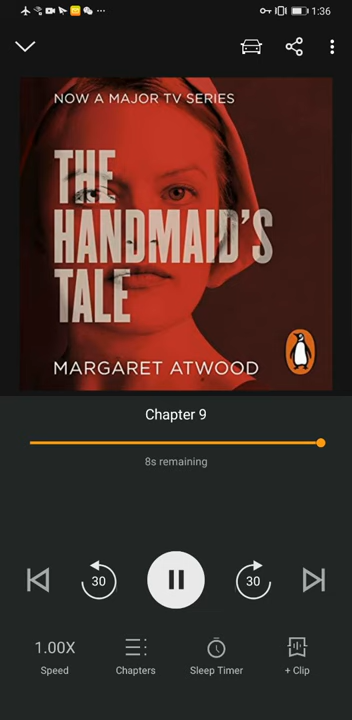 1:36
NOW A MAJOR TV SERIES
THE
HANDMAID'S
TALE
MARGARET ATWOOD
Chapter 9
8s remaining
30
30
1.00X
Speed
Chapters
Sleep Timer
+ Clip